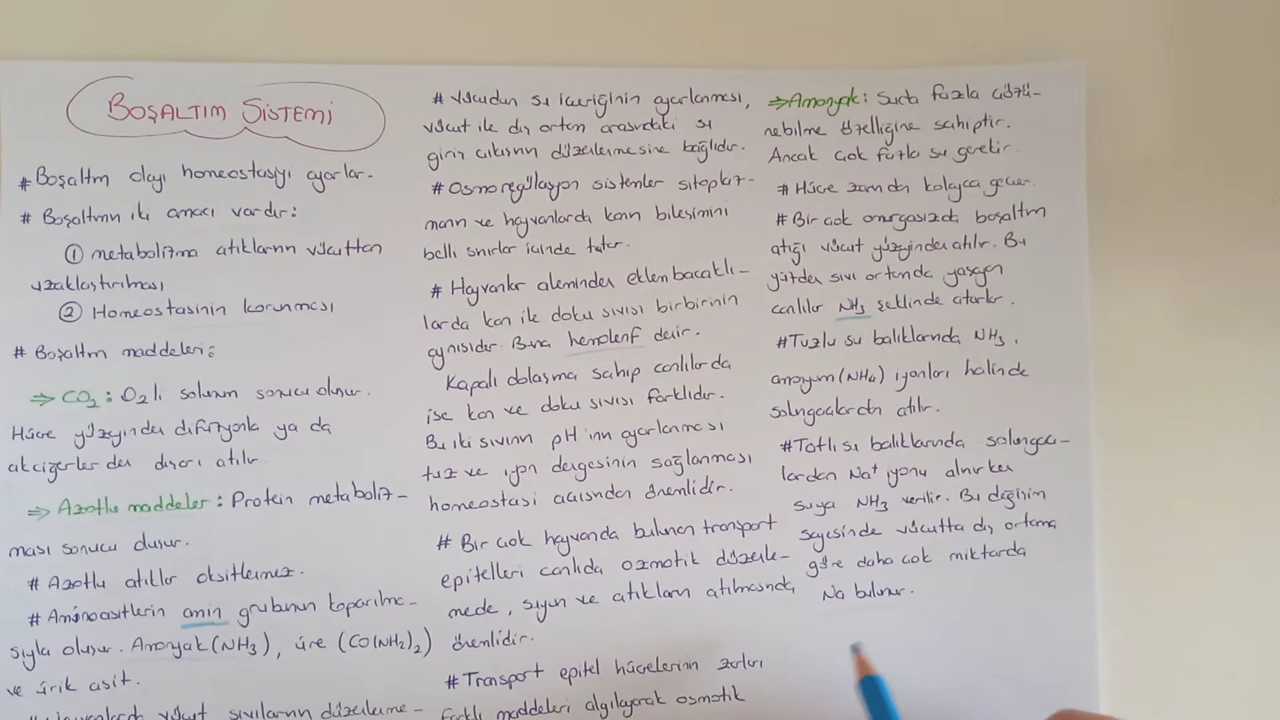 BOŞALTIM SİSTEMİ
# Boşaltım olayı homeostasiyi ayarlar.
# Boşaltımın iki amacı vardır:
① metabolizma atıkların vücuttan
uzaklaştırılması
② Homeostasinin korunması
# Boşaltım maddeleri:
⇒ CO2: O2 li solunum sonucu oluşur.
Hücre yüzeyinden difüzyonla ya da
akciğerlerden dışarı atılır
⇒ Azotlu maddeler: Protein metaboliz-
ması sonucu oluşur.
# Azotlu atıklar oksitlenmez.
# Aminoasitlerin amin grubunun koparılma-
sıyla oluşur. Amonyak (NH3), üre (CO(NH2)2)
ve ürik asit.
vücut sıvılarının düzenlenme-
# Vücudun su içeriğinin ayarlanması,
vücut ile dış ortam arasındaki su
giriş çıkışının düzenlenmesine bağlıdır.
# Osmoregülasyon sistemler sitoplaz-
manın ve hayvanlarda kanın bileşimini
belli sınırlar içinde tutar.
# Hayvanlar aleminden eklembacaklı-
larda kan ile doku sıvısı birbirinin
aynısıdır. Buna hemolenf denir.
Kapalı dolaşıma sahip canlılarda
ise kan ve doku sıvısı farklıdır.
Bu iki sıvının pH'ının ayarlanması
tuz ve iyon dengesinin sağlanması
homeostasi açısından önemlidir.
# Bir çok hayvanda bulunan transport
epitelleri canlıda ozmotik düzenle-
mede, sıyun ve atıkların atılmasında
önemlidir.
# Transport epitel hücrelerinin zarları
farklı maddeleri algılayarak osmotik
⇒ Amonyak: Suda fazla çözü-
nebilme özelliğine sahiptir.
Ancak çok fazla su gerekir.
# Hücre zarından kolayca geçer.
# Bir çok omurgasızda boşaltım
atığı vücut yüzeyinden atılır. Bu
yüzden sıvı ortamda yaşayan
canlılar NH3 şeklinde atarlar.
# Tuzlu su balıklarında NH3,
amonyum (NH4) iyonları halinde
solungaçlardan atılır.
# Tatlı su balıklarında solungaç-
lardan Na+ iyonu alınırken
suya NH3 verilir. Bu değişim
sayesinde vücutta dış ortama
göre daha çok miktarda
Na bulunur.